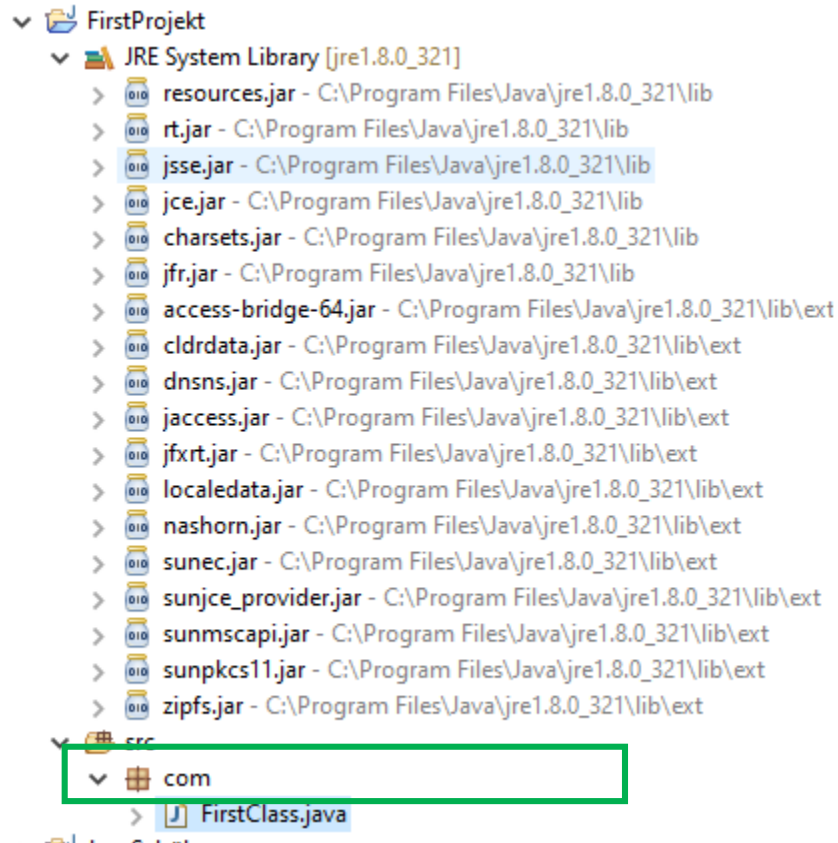 FirstProjekt
JRE System Library [jre1.8.0_321]
resources.jar - C:\Program Files\Java\jre1.8.0_321\lib
rt.jar - C:\Program Files\Java\jre1.8.0_321\lib
jsse.jar - C:\Program Files\Java\jre1.8.0_321\lib
jce.jar - C:\Program Files\Java\jre1.8.0_321\lib
charsets.jar - C:\Program Files\Java\jre1.8.0_321\lib
jfr.jar - C:\Program Files\Java\jre1.8.0_321\lib
access-bridge-64.jar - C:\Program Files\Java\jre1.8.0_321\lib\ext
cldrdata.jar - C:\Program Files\Java\jre1.8.0_321\lib\ext
dnsns.jar - C:\Program Files\Java\jre1.8.0_321\lib\ext
jaccess.jar - C:\Program Files\Java\jre1.8.0_321\lib\ext
jfxrt.jar - C:\Program Files\Java\jre1.8.0_321\lib\ext
localedata.jar - C:\Program Files\Java\jre1.8.0_321\lib\ext
nashorn.jar - C:\Program Files\Java\jre1.8.0_321\lib\ext
sunec.jar - C:\Program Files\Java\jre1.8.0_321\lib\ext
sunjce_provider.jar - C:\Program Files\Java\jre1.8.0_321\lib\ext
sunmscapi.jar - C:\Program Files\Java\jre1.8.0_321\lib\ext
sunpkcs11.jar - C:\Program Files\Java\jre1.8.0_321\lib\ext
zipfs.jar - C:\Program Files\Java\jre1.8.0_321\lib\ext
src
com
FirstClass.java